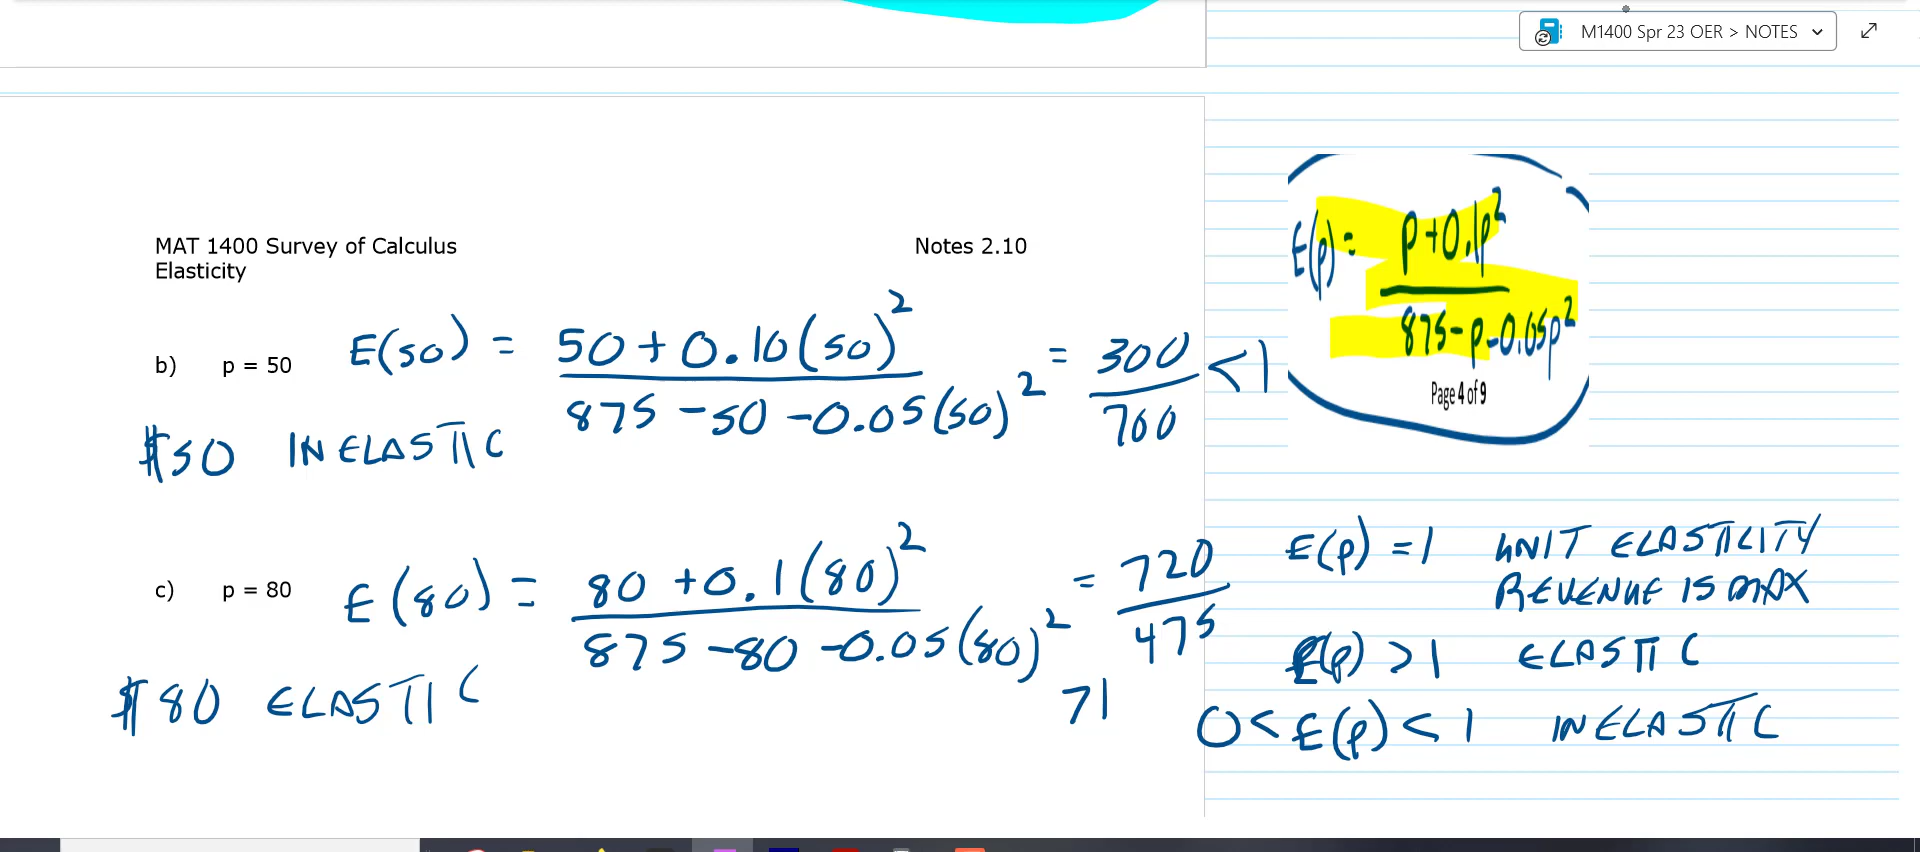 M1400 Spr 23 OER > NOTES
MAT 1400 Survey of Calculus Notes 2.10
Elasticity
E(p) = p+0.1p²
875-p-0.05p²
Page 4 of 9
b) p = 50 E(50) = 50 + 0.10(50)² = 300 < 1
875 - 50 - 0.05(50)² 700
$50 INELASTIC
c) p = 80 E(80) = 80 + 0.1(80)² = 720
875 - 80 - 0.05(80)² 475
>1
$80 ELASTIC
E(p) = 1 UNIT ELASTICITY
REVENUE IS MAX
E(p) > 1 ELASTIC
0 < E(p) < 1 INELASTIC